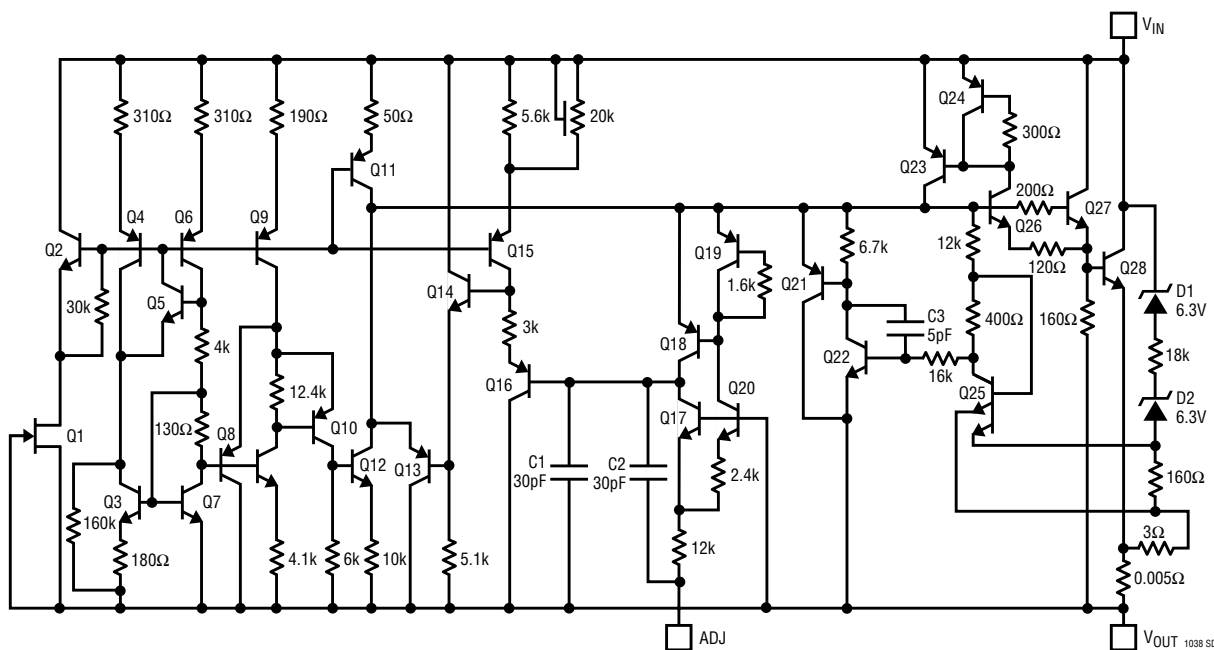 VIN
310Ω
310Ω
190Ω
50Ω
5.6k
20k
Q24
300Ω
Q11
Q23
200Ω
Q26
Q27
Q2
Q4
Q6
Q9
Q15
Q19
6.7k
12k
120Ω
Q28
Q14
1.6k
Q21
D1
6.3V
Q5
30k
C3
5pF
400Ω
160Ω
3k
4k
Q18
Q22
18k
16k
Q16
Q20
12.4k
Q25
D2
6.3V
Q10
Q17
Q1
130Ω
Q8
Q12
Q13
C1
30pF
C2
30pF
2.4k
160Ω
Q3
Q7
160k
3Ω
180Ω
4.1k
6k
10k
5.1k
12k
0.005Ω
ADJ
VOUT